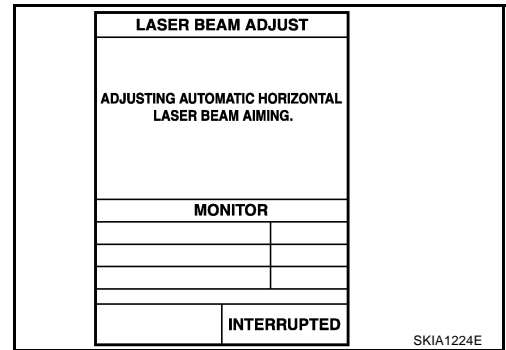 LASER BEAM ADJUST
ADJUSTING AUTOMATIC HORIZONTAL
LASER BEAM AIMING.
MONITOR
INTERRUPTED
SKIA1224E